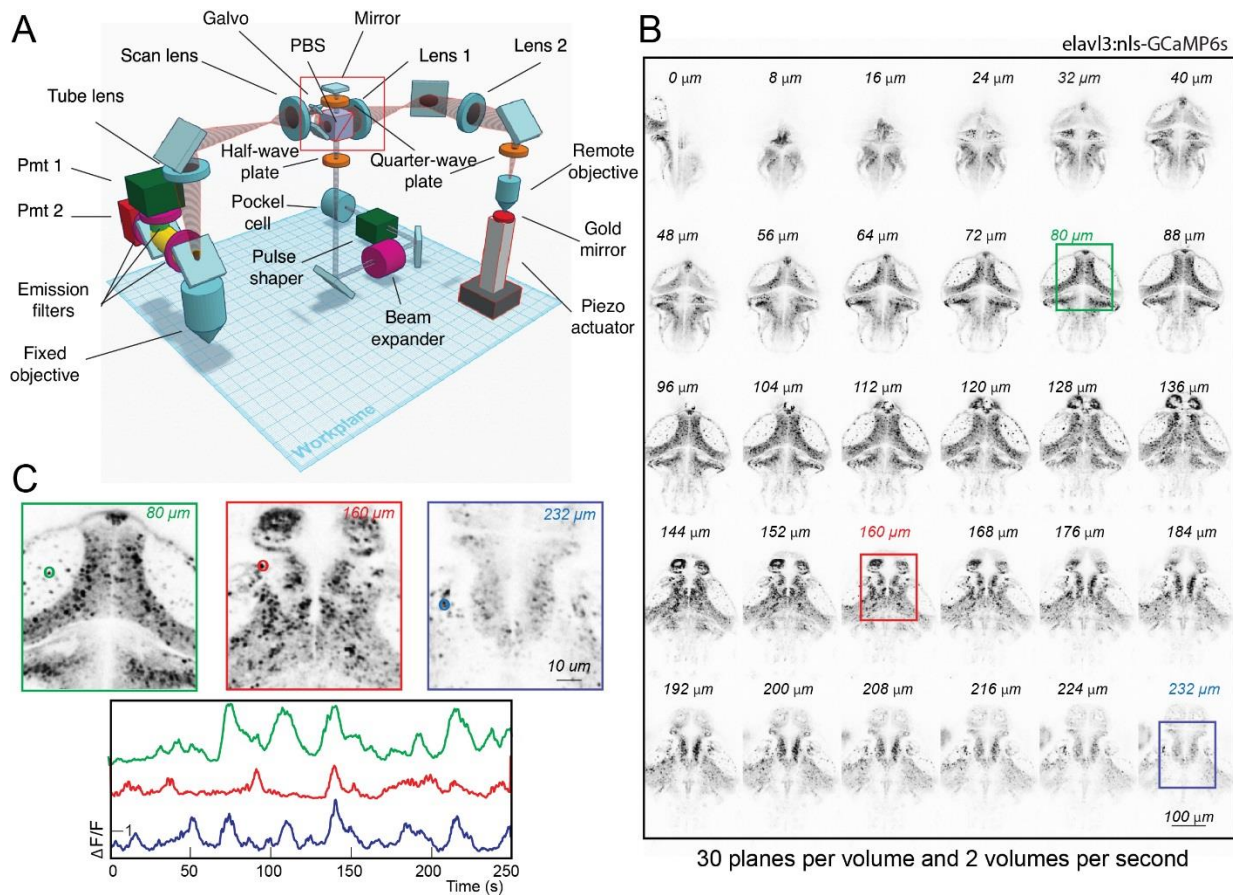 A
Galvo
Mirror
PBS
Scan lens
Lens 1
Lens 2
Tube lens
Pmt 1
Pmt 2
Half-wave
plate
Quarter-wave
plate
Remote
objective
Pockel
cell
Gold
mirror
Pulse
shaper
Emission
filters
Beam
expander
Piezo
actuator
Fixed
objective
Workplane
B
elavl3:nls-GCaMP6s
0 µm 8 µm 16 µm 24 µm 32 µm 40 µm
48 µm 56 µm 64 µm 72 µm 80 µm 88 µm
96 µm 104 µm 112 µm 120 µm 128 µm 136 µm
144 µm 152 µm 160 µm 168 µm 176 µm 184 µm
192 µm 200 µm 208 µm 216 µm 224 µm 232 µm
100 µm
30 planes per volume and 2 volumes per second
C
80 µm 160 µm 232 µm
10 um
ΔF/F
1
0 50 100 150 200 250
Time (s)